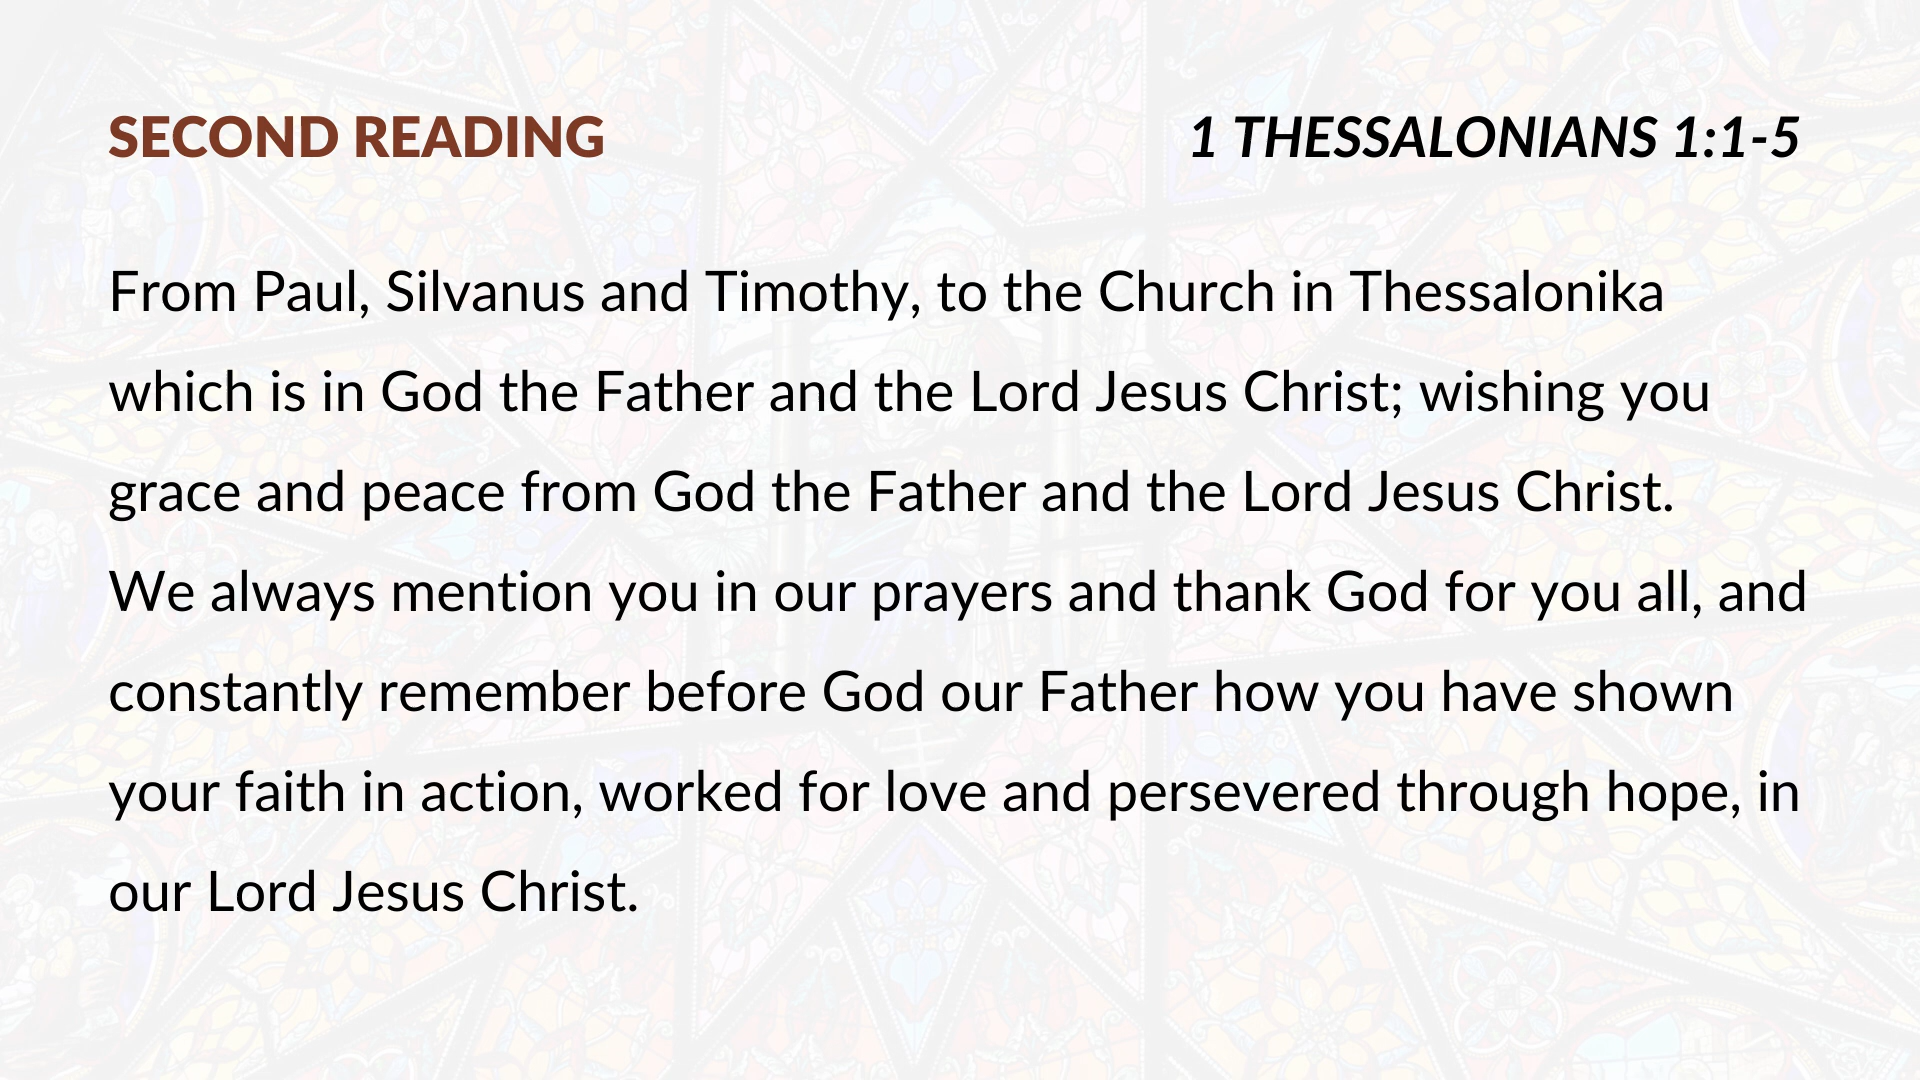 SECOND READING 1 THESSALONIANS 1:1-5
From Paul, Silvanus and Timothy, to the Church in Thessalonika
which is in God the Father and the Lord Jesus Christ; wishing you
grace and peace from God the Father and the Lord Jesus Christ.
We always mention you in our prayers and thank God for you all, and
constantly remember before God our Father how you have shown
your faith in action, worked for love and persevered through hope, in
our Lord Jesus Christ.